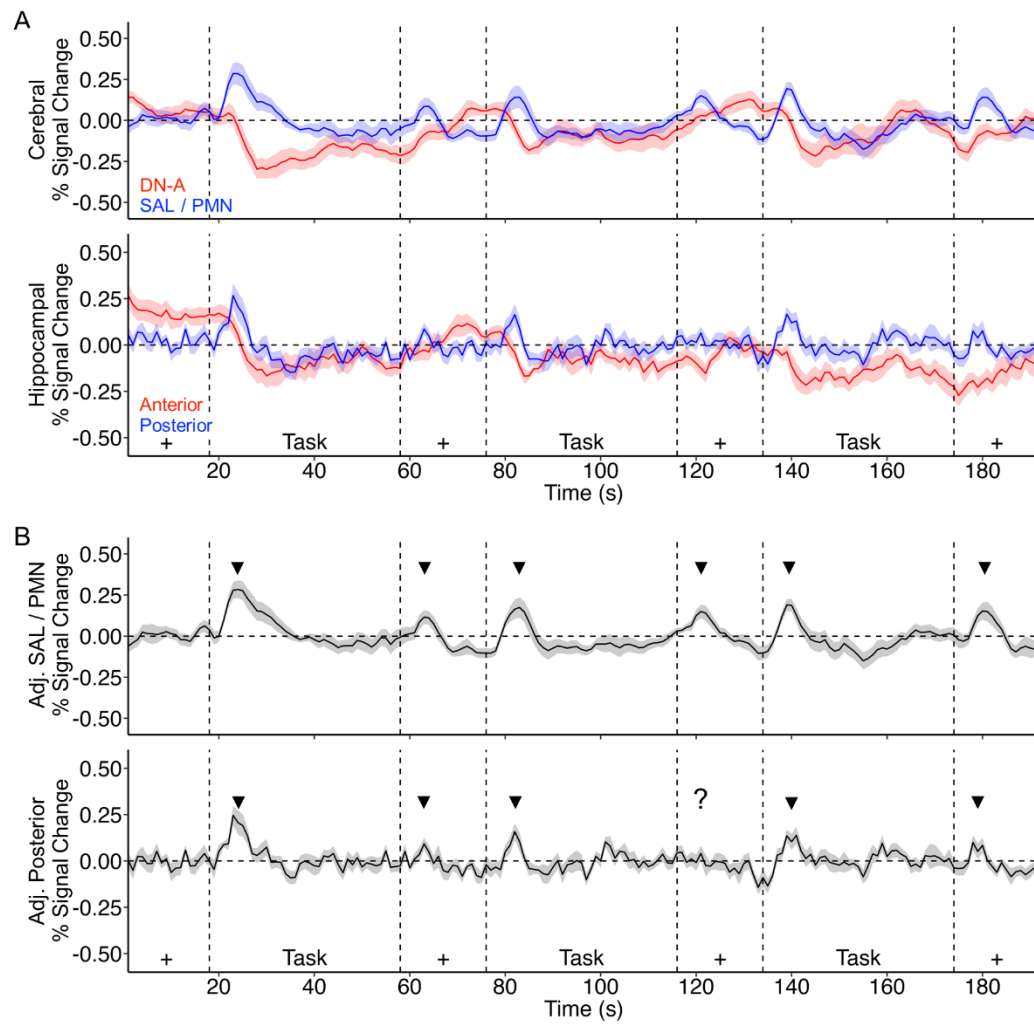 A
Cerebral
% Signal Change
0.50
0.25
0.00
-0.25
-0.50
DN-A
SAL / PMN
Hippocampal
% Signal Change
0.50
0.25
0.00
-0.25
-0.50
Anterior
Posterior
+ Task + Task + Task +
20 40 60 80 100 120 140 160 180
Time (s)
B
Adj. SAL / PMN
% Signal Change
0.50
0.25
0.00
-0.25
-0.50
Adj. Posterior
% Signal Change
0.50
0.25
0.00
-0.25
-0.50
?
+ Task + Task + Task +
20 40 60 80 100 120 140 160 180
Time (s)